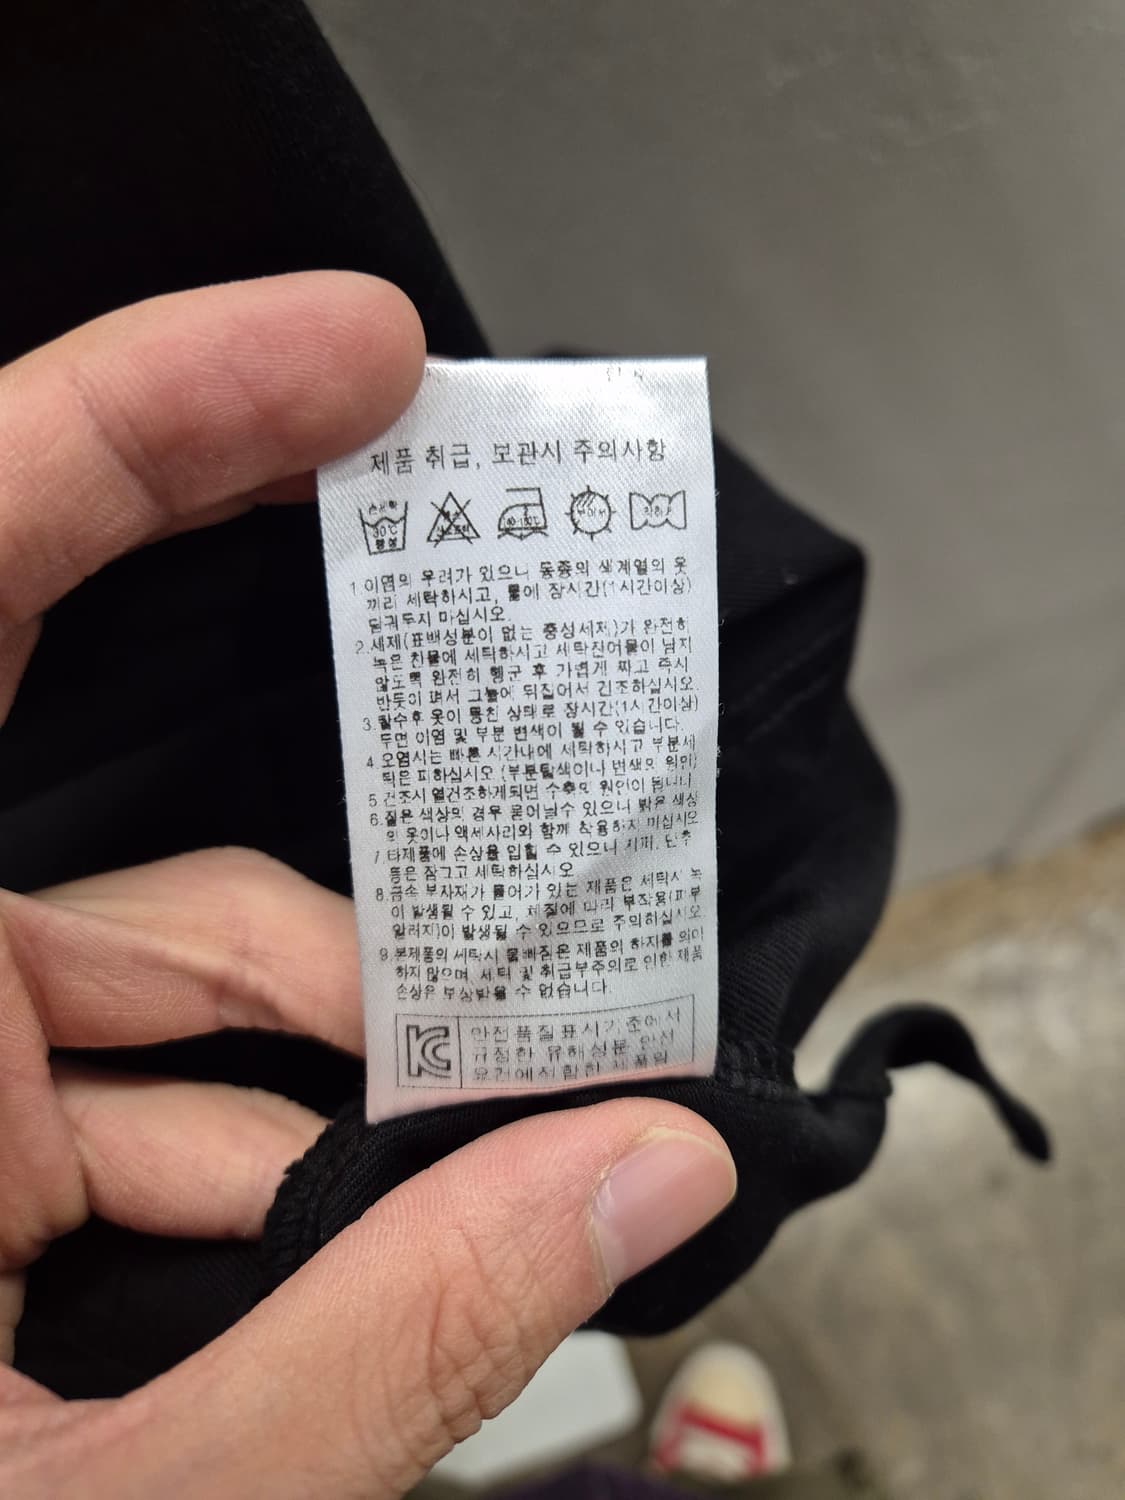 제품 취급, 보관시 주의사항
손세탁
30℃
중성
염소
140-160℃
뉘어서
약하게
1.이염의 우려가 있으니 동종의 색계열의 옷
끼리 세탁하시고, 물에 장시간(1시간이상)
담궈두지 마십시오.
2.세제(표백성분이 없는 중성세제)가 완전히
녹은 찬물에 세탁하시고 세탁잔여물이 남지
않도록 완전히 헹군 후 가볍게 짜고 즉시
반듯이 펴서 그늘에 뒤집어서 건조하십시오.
3.탈수후 옷이 뭉친 상태로 장시간(1시간이상)
두면 이염 및 부분 변색이 될 수 있습니다.
4.오염시는 빠른 시간내에 세탁하시고 부분세
탁은 피하십시오 (부분탈색이나 변색의 원인)
5.건조시 열건조하게되면 수축의 원인이 됩니다
6.짙은 색상의 경우 묻어날수 있으니 밝은 색상
의 옷이나 액세사리와 함께 착용하지 마십시오
7.타제품에 손상을 입힐 수 있으니 지퍼, 단추
등은 잠그고 세탁하십시오
8.금속 부자재가 들어가 있는 제품은 세탁시 녹
이 발생될 수 있고, 체질에 따라 부작용(피부
알러지)이 발생될 수 있으므로 주의하십시오.
9.본제품의 세탁시 물빠짐은 제품의 하자를 의미
하지 않으며, 세탁 및 취급부주의로 인한 제품
손상은 보상받을 수 없습니다.
KC
안전품질표시기준에서
규정한 유해성분 안전
요건에적합한 제품임